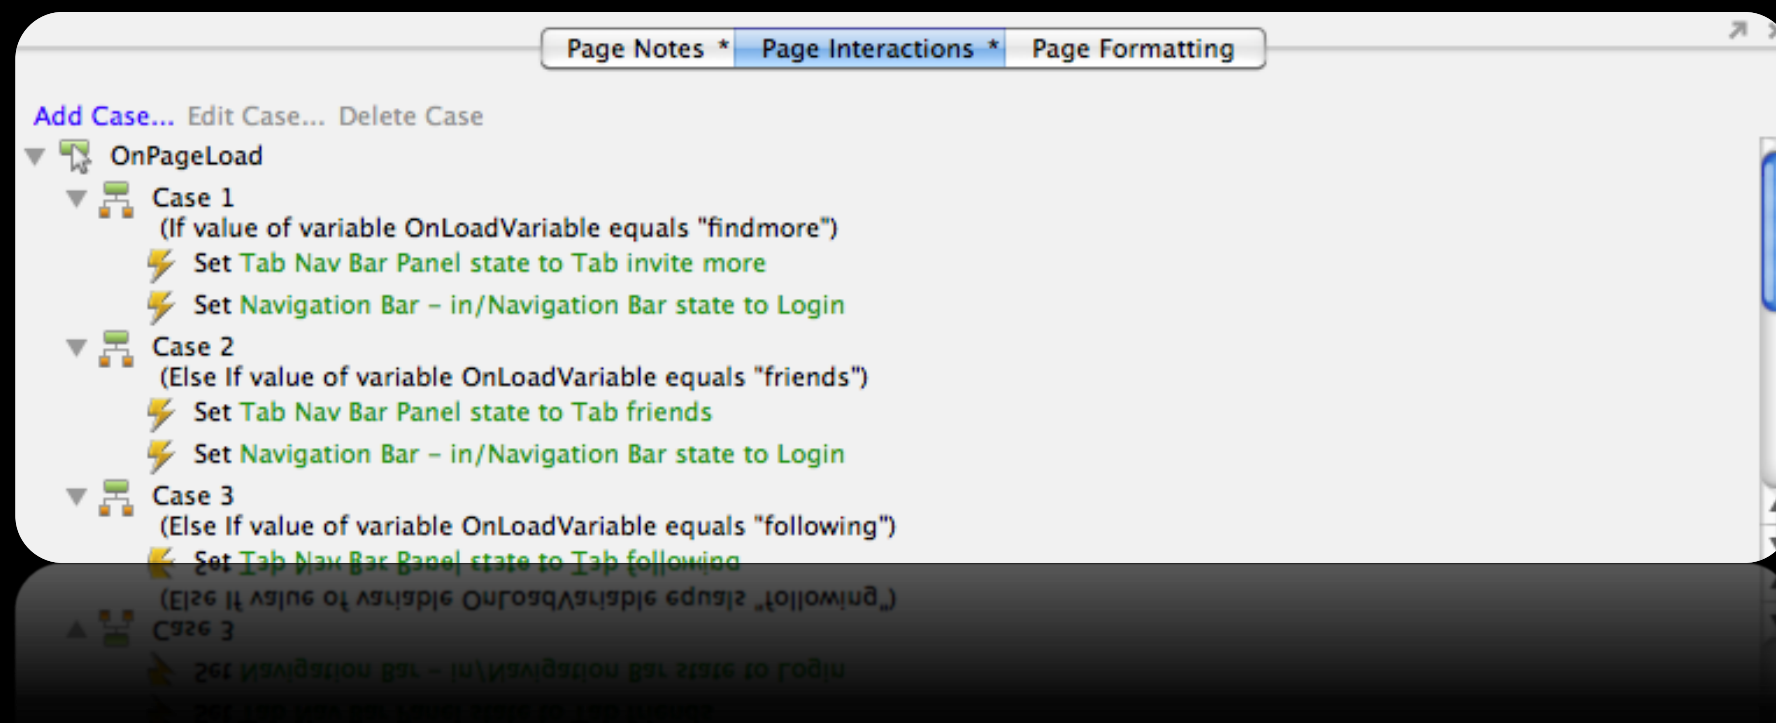 Page Notes * Page Interactions * Page Formatting
Add Case... Edit Case... Delete Case
OnPageLoad
Case 1
(If value of variable OnLoadVariable equals "findmore")
Set Tab Nav Bar Panel state to Tab invite more
Set Navigation Bar – in/Navigation Bar state to Login
Case 2
(Else If value of variable OnLoadVariable equals "friends")
Set Tab Nav Bar Panel state to Tab friends
Set Navigation Bar – in/Navigation Bar state to Login
Case 3
(Else If value of variable OnLoadVariable equals "following")
Set Tab Nav Bar Panel state to Tab following